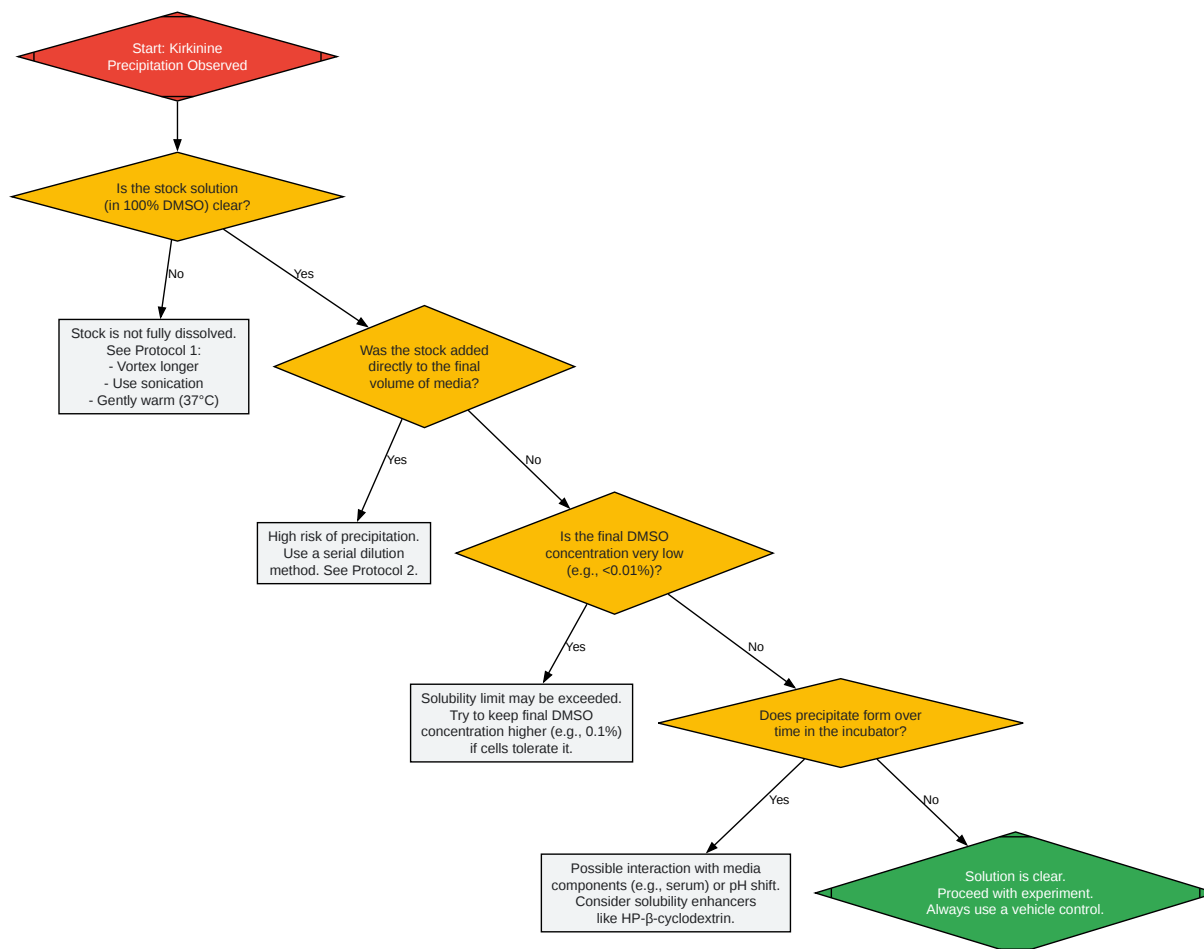 Start: Kirkinine
Precipitation Observed
Is the stock solution
(in 100% DMSO) clear?
No
Yes
Stock is not fully dissolved.
See Protocol 1:
- Vortex longer
- Use sonication
- Gently warm (37°C)
Was the stock added
directly to the final
volume of media?
Yes
No
High risk of precipitation.
Use a serial dilution
method. See Protocol 2.
Is the final DMSO
concentration very low
(e.g., <0.01%)?
Yes
No
Solubility limit may be exceeded.
Try to keep final DMSO
concentration higher (e.g., 0.1%)
if cells tolerate it.
Does precipitate form over
time in the incubator?
Yes
No
Possible interaction with media
components (e.g., serum) or pH shift.
Consider solubility enhancers
like HP-β-cyclodextrin.
Solution is clear.
Proceed with experiment.
Always use a vehicle control.